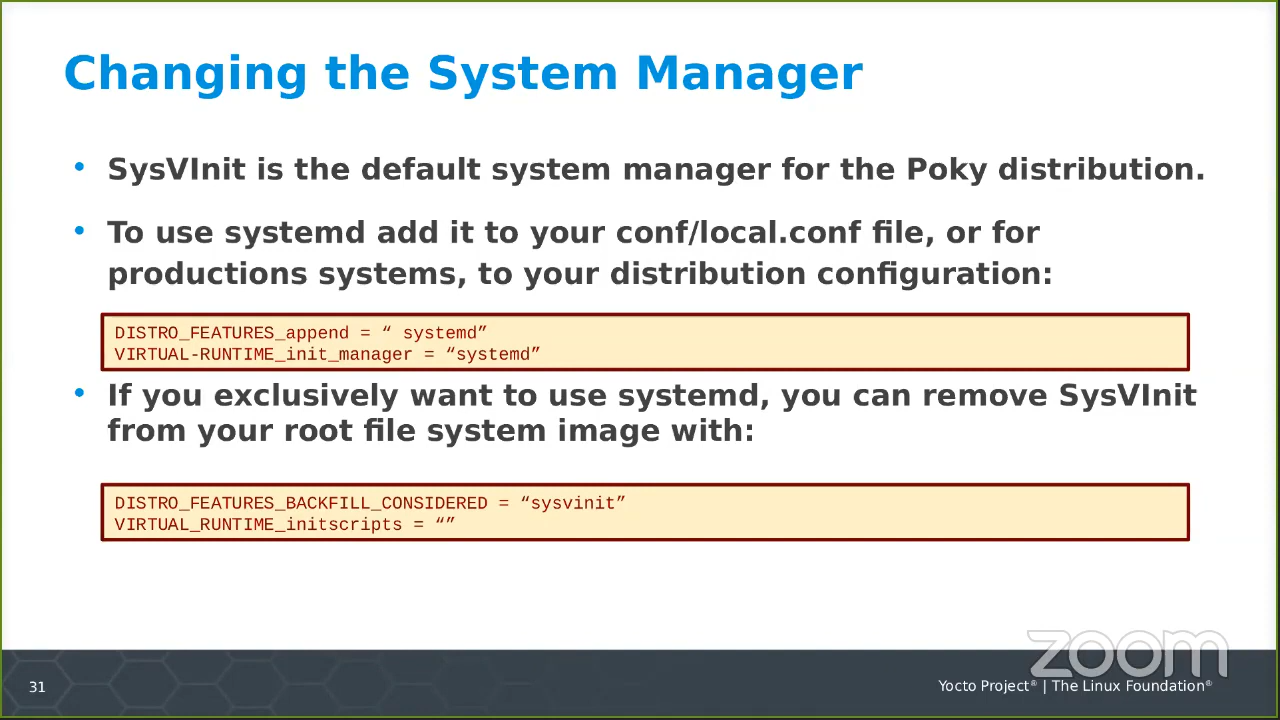 Changing the System Manager
• SysVInit is the default system manager for the Poky distribution.
• To use systemd add it to your conf/local.conf file, or for
productions systems, to your distribution configuration:
DISTRO_FEATURES_append = “ systemd”
VIRTUAL-RUNTIME_init_manager = “systemd”
• If you exclusively want to use systemd, you can remove SysVInit
from your root file system image with:
DISTRO_FEATURES_BACKFILL_CONSIDERED = “sysvinit”
VIRTUAL_RUNTIME_initscripts = “”
zoom
31
Yocto Project® | The Linux Foundation®